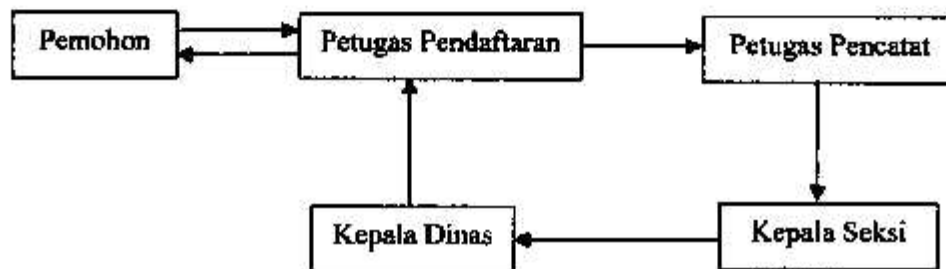 Pemohon
Petugas Pendaftaran
Petugas Pencatat
Kepala Dinas
Kepala Seksi